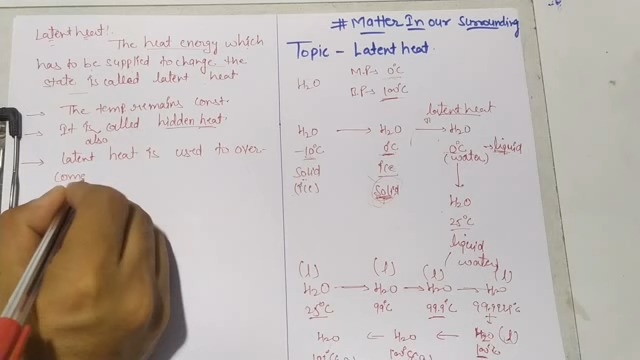 Latent heat:
The heat energy which
has to be supplied to change the
state is called latent heat
→ The temp remains const.
→ It is called hidden heat.
also
→ latent heat is used to over-
come
# Matter In our Surrounding
Topic - Latent heat.
H₂O
M.P → 0°C
B.P → 100°C
latent heat
H₂O → H₂O → H₂O
-10°C 0°C 0°C → liquid
solid ice (water)
(ice) solid
H₂O
25°C
liquid
(water)
(l) (l) (l) (l)
H₂O → H₂O → H₂O → H₂O
25°C 99°C 99.9°C
H₂O ← H₂O ← H₂O (l)